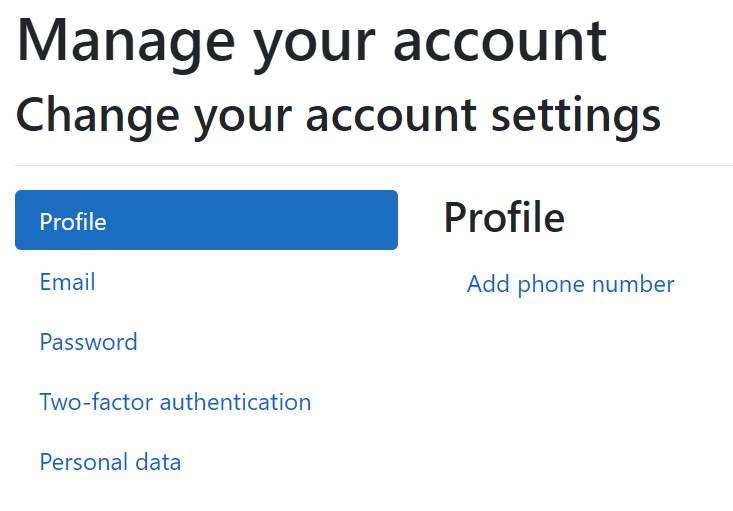 Manage your account
Change your account settings
Profile
Email
Password
Two-factor authentication
Personal data
Profile
Add phone number